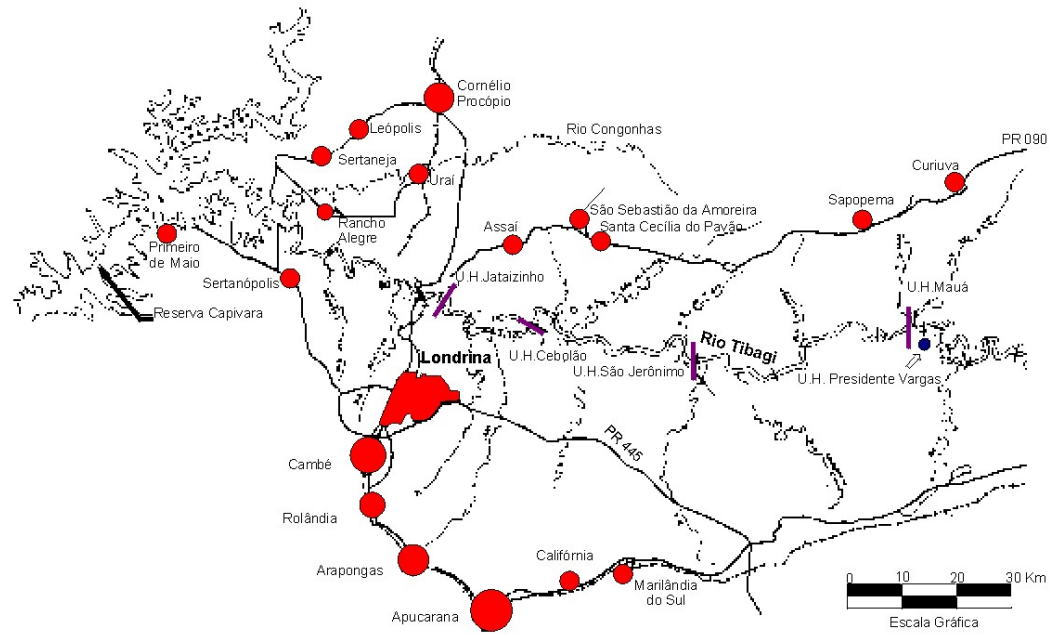 Cornélio
Procópio
Leópolis
Rio Congonhas
PR 090
Sertaneja
Curiuva
Uraí
Sapopema
Rancho
Alegre
São Sebastião da Amoreira
Assaí
Santa Cecília do Pavão
Primeiro
de Maio
Sertanópolis
U.H.Jataizinho
U.H.Mauá
Reserva Capivara
Rio Tibagi
Londrina
U.H.Cebolão
U.H.São Jerônimo
U.H. Presidente Vargas
PR 445
Cambé
Rolândia
Califórnia
Arapongas
Marilândia
do Sul
0 10 20 30 Km
Apucarana
Escala Gráfica